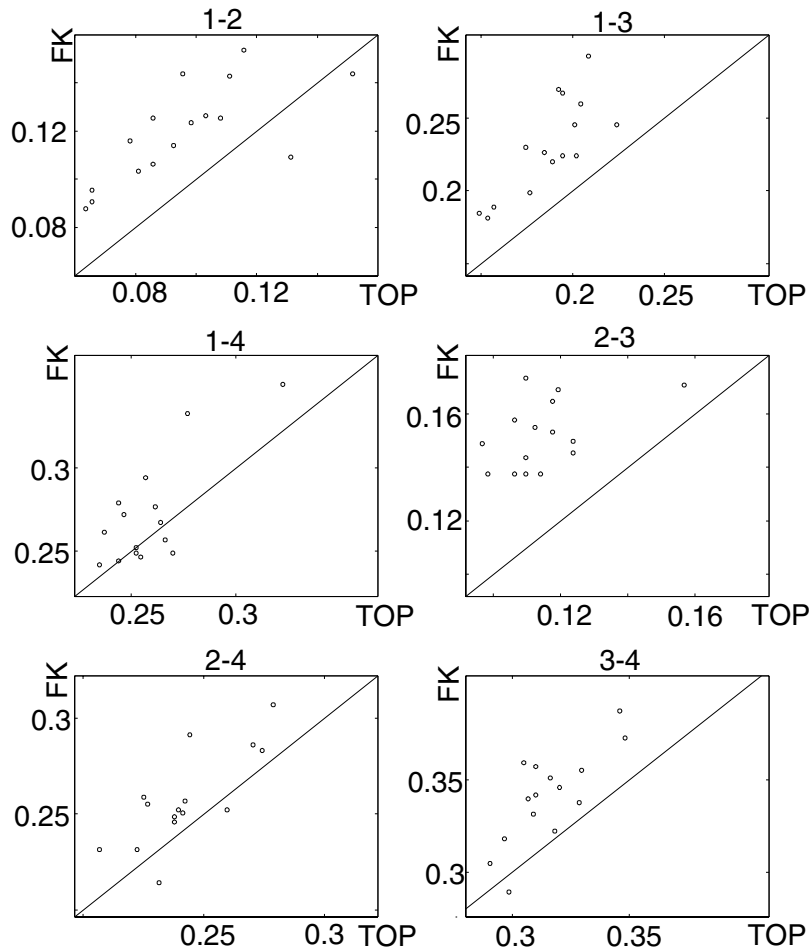 1-2
FK
0.12
0.08
0.08 0.12 TOP
1-3
FK
0.25
0.2
0.2 0.25 TOP
1-4
FK
0.3
0.25
0.25 0.3 TOP
2-3
FK
0.16
0.12
0.12 0.16 TOP
2-4
FK
0.3
0.25
0.25 0.3 TOP
3-4
FK
0.35
0.3
0.3 0.35 TOP